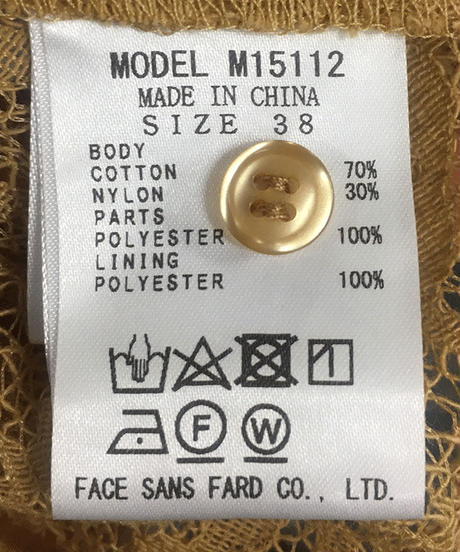 MODEL M15112
MADE IN CHINA
SIZE 38
BODY
COTTON 70%
NYLON 30%
PARTS
POLYESTER 100%
LINING
POLYESTER 100%
F W
FACE SANS FARD CO., LTD.